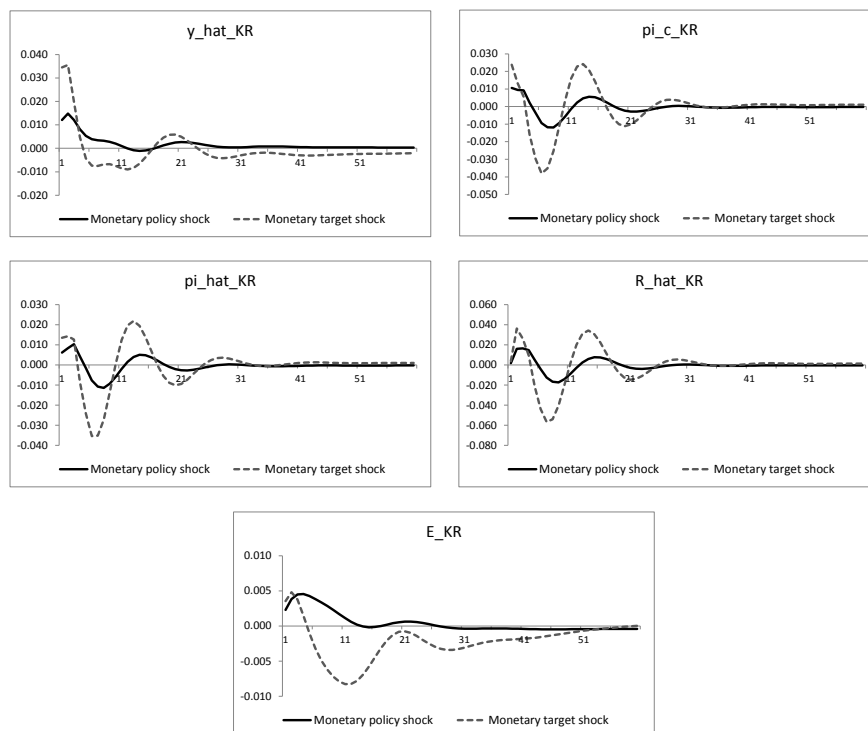 y_hat_KR
0.040
0.030
0.020
0.010
0.000
-0.010
-0.020
1 11 21 31 41 51
Monetary policy shock Monetary target shock
pi_c_KR
0.030
0.020
0.010
0.000
-0.010
-0.020
-0.030
-0.040
-0.050
1 11 21 31 41 51
Monetary policy shock Monetary target shock
pi_hat_KR
0.030
0.020
0.010
0.000
-0.010
-0.020
-0.030
-0.040
1 11 21 31 41 51
Monetary policy shock Monetary target shock
R_hat_KR
0.060
0.040
0.020
0.000
-0.020
-0.040
-0.060
-0.080
1 11 21 31 41 51
Monetary policy shock Monetary target shock
E_KR
0.010
0.005
0.000
-0.005
-0.010
1 11 21 31 41 51
Monetary policy shock Monetary target shock